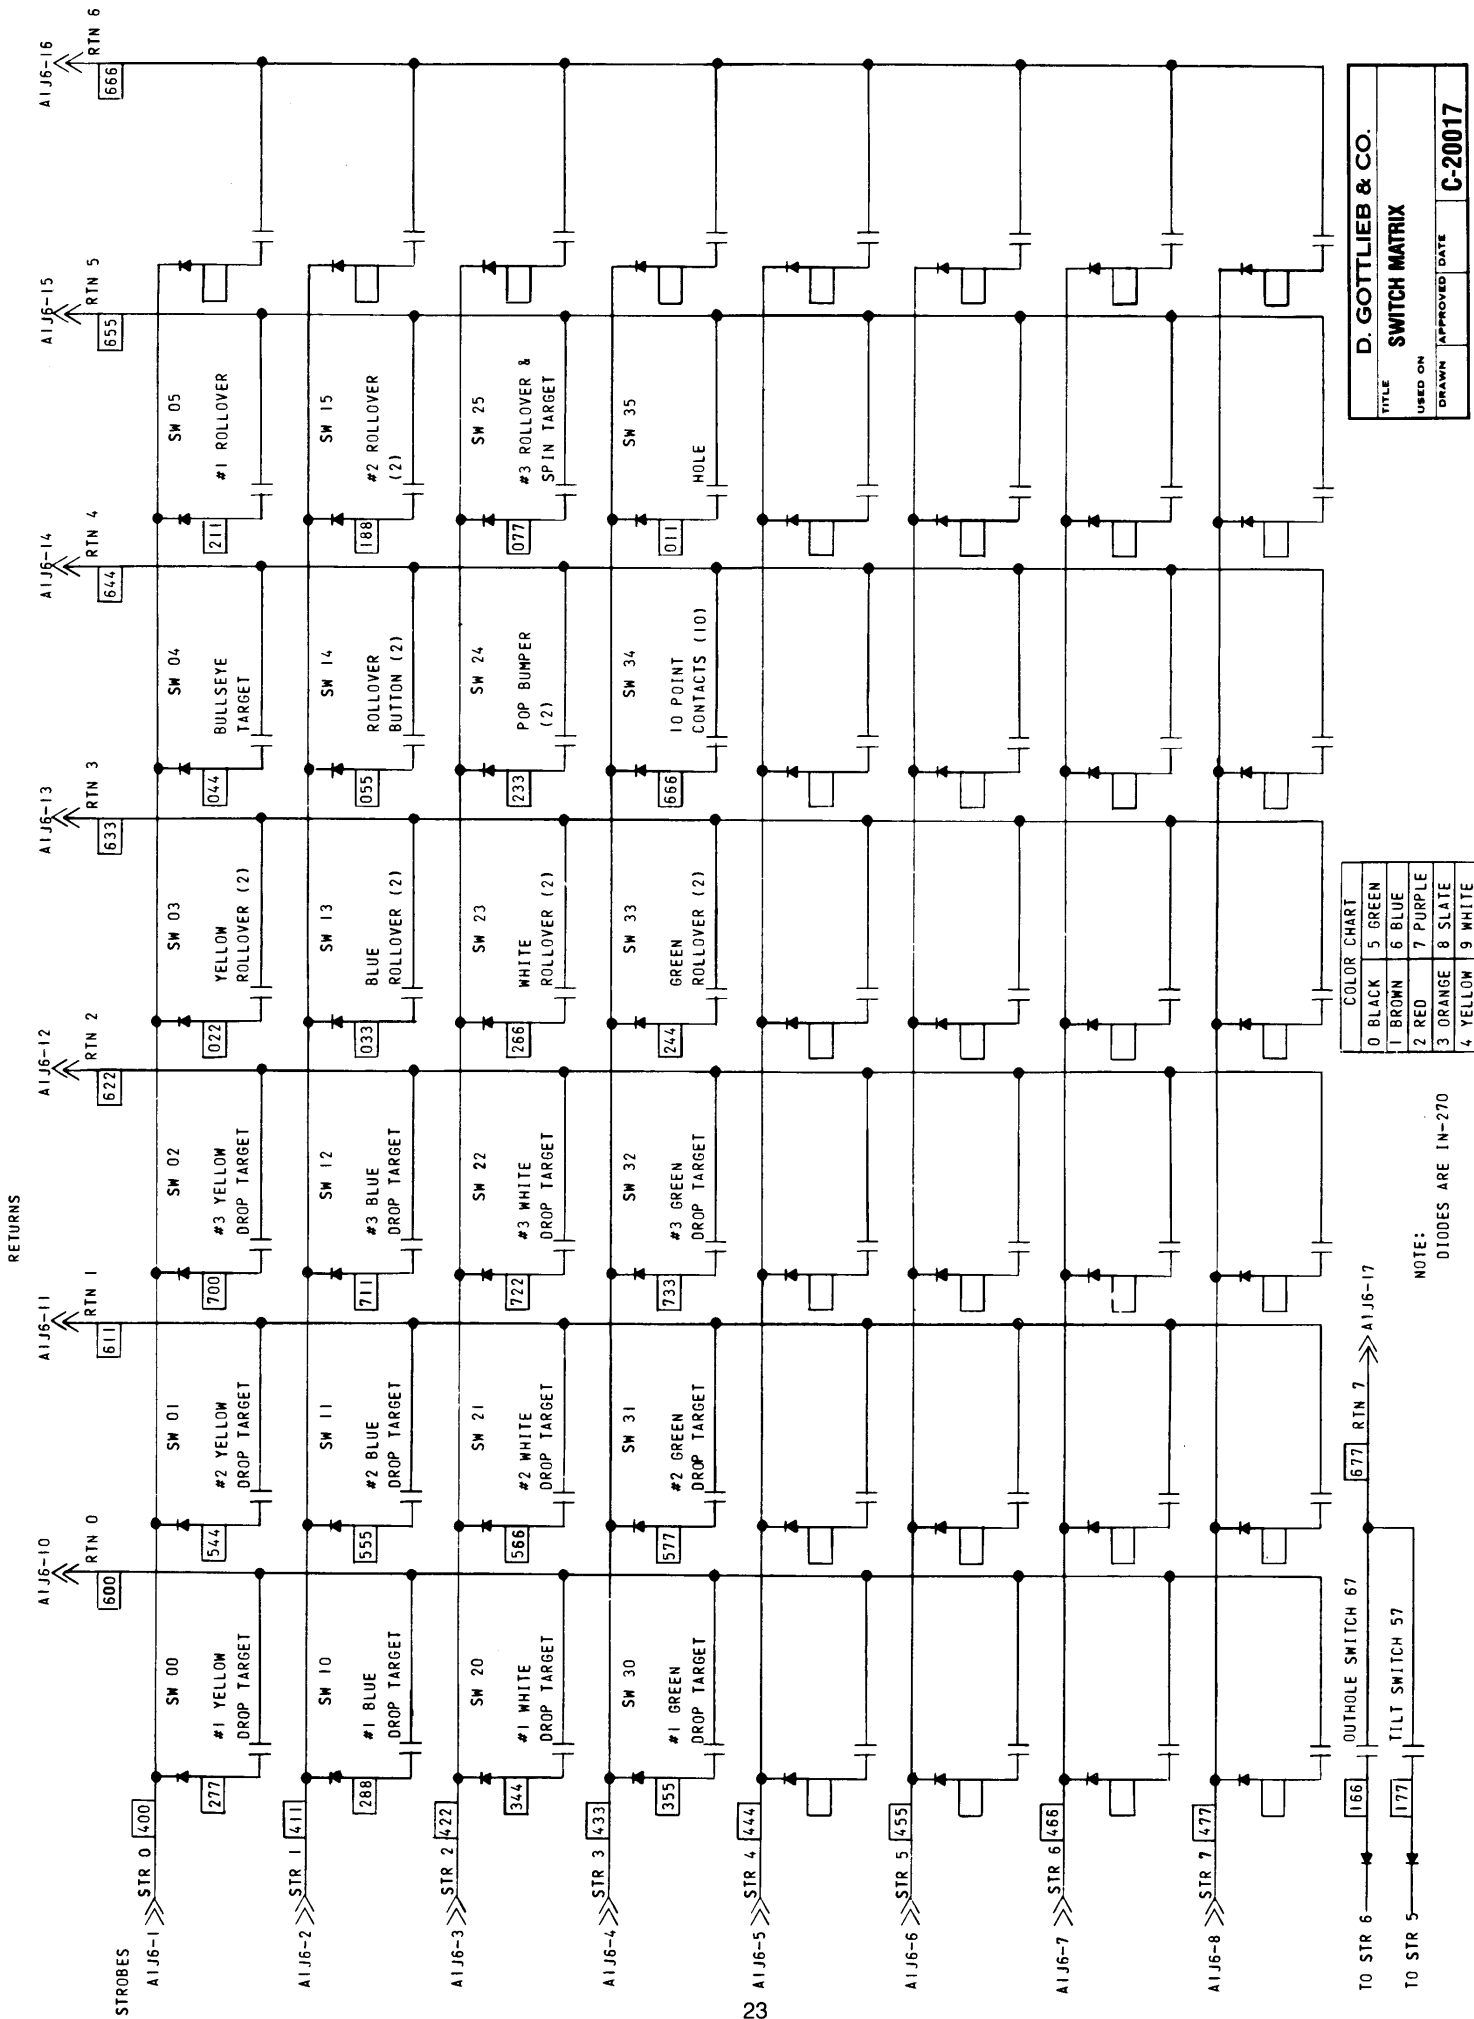 RETURNS
A1J6-10
A1J6-11
A1J6-12
A1J6-13
A1J6-14
A1J6-15
A1J6-16
600 RTN 0
611 RTN 1
622 RTN 2
633 RTN 3
644 RTN 4
655 RTN 5
666 RTN 6
STROBES
A1J6-1
STR 0 400
277
SW 00
#1 YELLOW
DROP TARGET
544
SW 01
#2 YELLOW
DROP TARGET
700
SW 02
#3 YELLOW
DROP TARGET
022
SW 03
YELLOW
ROLLOVER (2)
044
SW 04
BULLSEYE
TARGET
211
SW 05
#1 ROLLOVER
A1J6-2
STR 1 411
288
SW 10
#1 BLUE
DROP TARGET
555
SW 11
#2 BLUE
DROP TARGET
711
SW 12
#3 BLUE
DROP TARGET
033
SW 13
BLUE
ROLLOVER (2)
055
SW 14
ROLLOVER
BUTTON (2)
188
SW 15
#2 ROLLOVER
(2)
A1J6-3
STR 2 422
344
SW 20
#1 WHITE
DROP TARGET
566
SW 21
#2 WHITE
DROP TARGET
722
SW 22
#3 WHITE
DROP TARGET
266
SW 23
WHITE
ROLLOVER (2)
233
SW 24
POP BUMPER
(2)
077
SW 25
#3 ROLLOVER &
SPIN TARGET
A1J6-4
STR 3 433
355
SW 30
#1 GREEN
DROP TARGET
577
SW 31
#2 GREEN
DROP TARGET
733
SW 32
#3 GREEN
DROP TARGET
244
SW 33
GREEN
ROLLOVER (2)
666
SW 34
10 POINT
CONTACTS (10)
011
SW 35
HOLE
A1J6-5
STR 4 444
A1J6-6
STR 5 455
A1J6-7
STR 6 466
A1J6-8
STR 7 477
TO STR 6
166
OUTHOLE SWITCH 67
677 RTN 7
A1J6-17
TO STR 5
177
TILT SWITCH 57
NOTE:
DIODES ARE IN-270
COLOR CHART
0 BLACK 5 GREEN
1 BROWN 6 BLUE
2 RED 7 PURPLE
3 ORANGE 8 SLATE
4 YELLOW 9 WHITE
D. GOTTLIEB & CO.
TITLE
SWITCH MATRIX
USED ON
DRAWN APPROVED DATE
C-20017
23